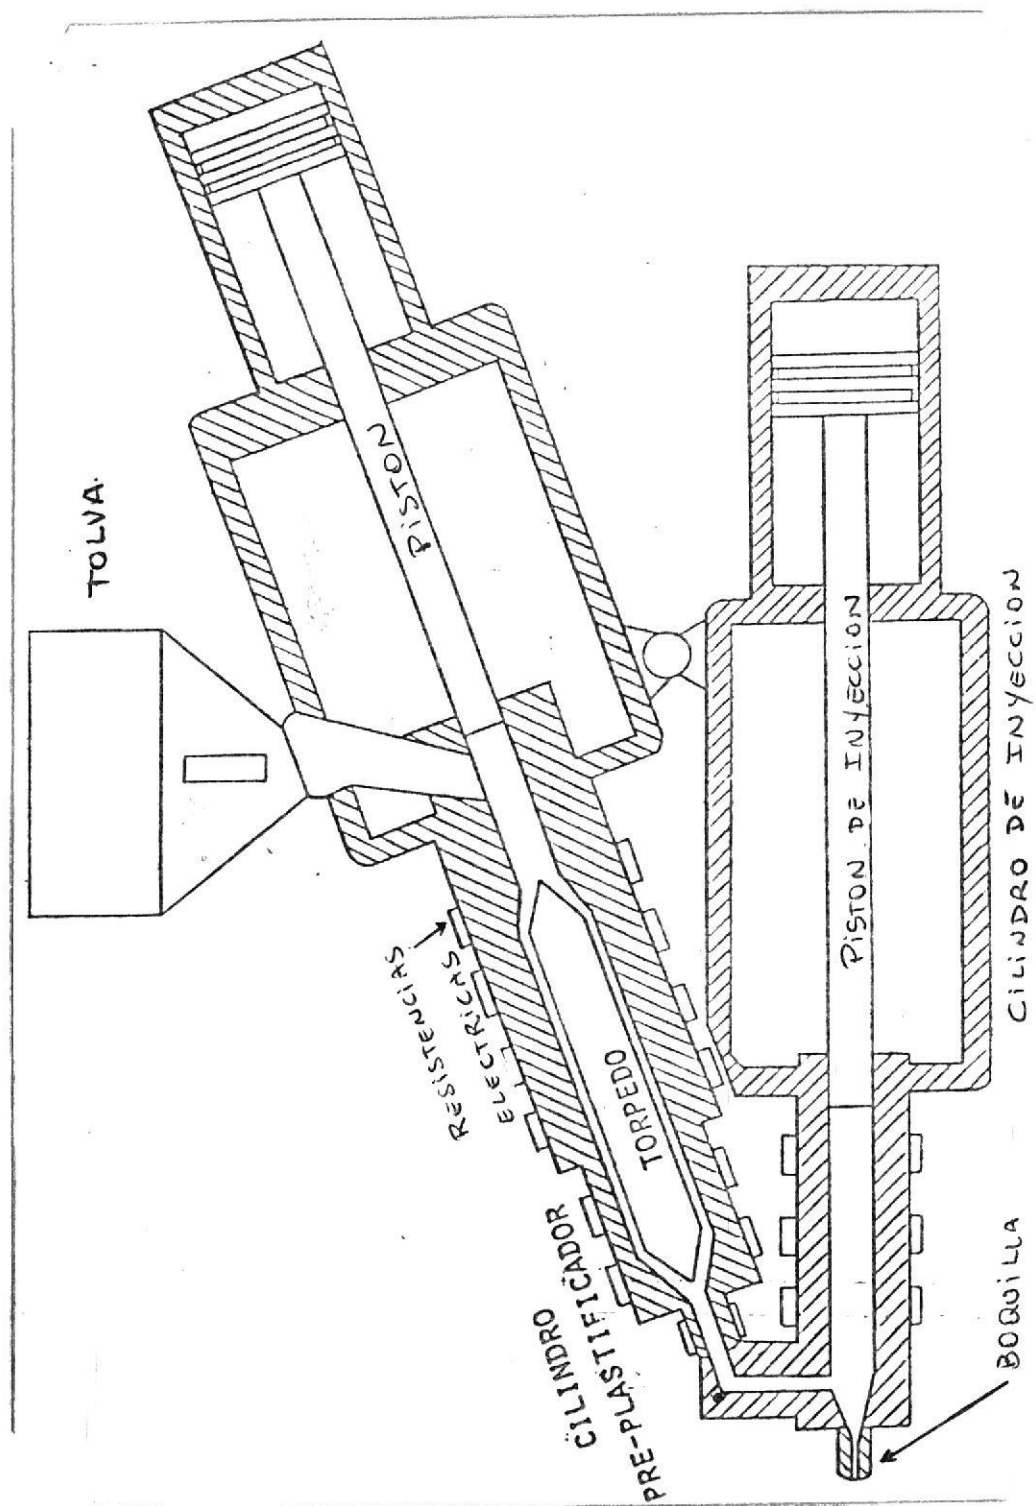 TOLVA.
PISTON
RESISTENCIAS
ELECTRICAS
TORPEDO
CILINDRO
PRE-PLASTIFICADOR
PISTON DE INYECCION
CILINDRO DE INYECCION
BOQUILLA